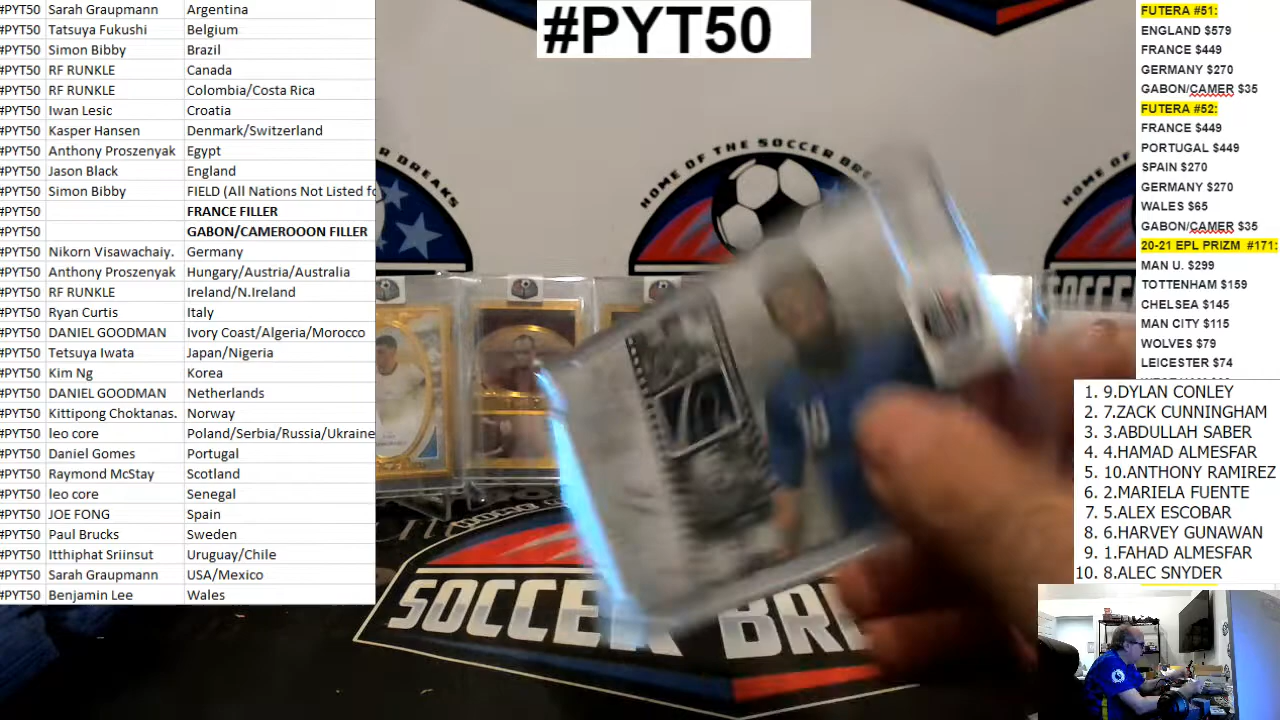 #PYT50 Sarah Graupmann Argentina
#PYT50 Tatsuya Fukushi Belgium
#PYT50 Simon Bibby Brazil
#PYT50 RF RUNKLE Canada
#PYT50 RF RUNKLE Colombia/Costa Rica
#PYT50 Iwan Lesic Croatia
#PYT50 Kasper Hansen Denmark/Switzerland
#PYT50 Anthony Proszenyak Egypt
#PYT50 Jason Black England
#PYT50 Simon Bibby FIELD (All Nations Not Listed fo
#PYT50 FRANCE FILLER
#PYT50 GABON/CAMEROOON FILLER
#PYT50 Nikorn Visawachaiy. Germany
#PYT50 Anthony Proszenyak Hungary/Austria/Australia
#PYT50 RF RUNKLE Ireland/N.Ireland
#PYT50 Ryan Curtis Italy
#PYT50 DANIEL GOODMAN Ivory Coast/Algeria/Morocco
#PYT50 Tetsuya Iwata Japan/Nigeria
#PYT50 Kim Ng Korea
#PYT50 DANIEL GOODMAN Netherlands
#PYT50 Kittipong Choktanas. Norway
#PYT50 leo core Poland/Serbia/Russia/Ukraine
#PYT50 Daniel Gomes Portugal
#PYT50 Raymond McStay Scotland
#PYT50 leo core Senegal
#PYT50 JOE FONG Spain
#PYT50 Paul Brucks Sweden
#PYT50 Itthiphat Sriinsut Uruguay/Chile
#PYT50 Sarah Graupmann USA/Mexico
#PYT50 Benjamin Lee Wales
#PYT50
HOME OF THE SOCCER BRE
R BREAKS
HOME OF
SOCCER BRE
FUTERA #51:
ENGLAND $579
FRANCE $449
GERMANY $270
GABON/CAMER $35
FUTERA #52:
FRANCE $449
PORTUGAL $449
SPAIN $270
GERMANY $270
WALES $65
GABON/CAMER $35
20-21 EPL PRIZM #171:
MAN U. $299
TOTTENHAM $159
CHELSEA $145
MAN CITY $115
WOLVES $79
LEICESTER $74
1. 9.DYLAN CONLEY
2. 7.ZACK CUNNINGHAM
3. 3.ABDULLAH SABER
4. 4.HAMAD ALMESFAR
5. 10.ANTHONY RAMIREZ
6. 2.MARIELA FUENTE
7. 5.ALEX ESCOBAR
8. 6.HARVEY GUNAWAN
9. 1.FAHAD ALMESFAR
10. 8.ALEC SNYDER